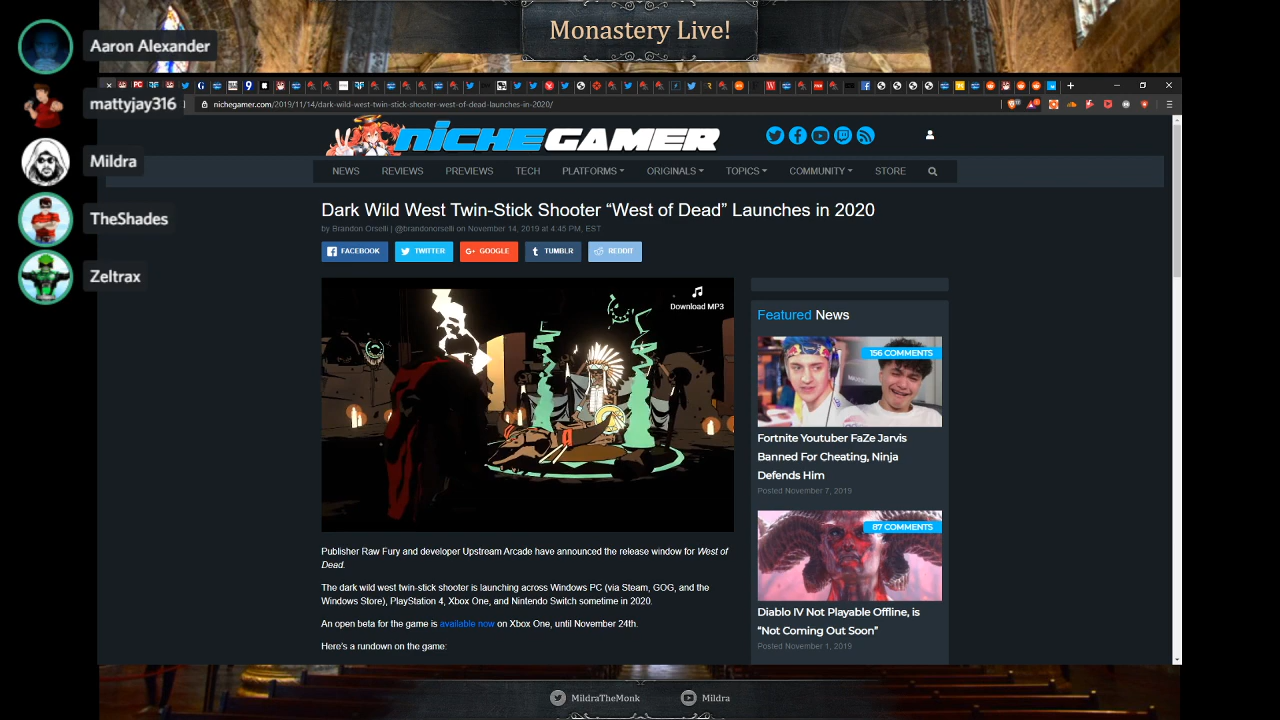 Monastery Live!
Aaron Alexander
mattyjay316
Mildra
TheShades
Zeltrax
nichegamer.com/2019/11/14/dark-wild-west-twin-stick-shooter-west-of-dead-launches-in-2020/
NICHEGAMER
NEWS REVIEWS PREVIEWS TECH PLATFORMS ORIGINALS TOPICS COMMUNITY STORE
Dark Wild West Twin-Stick Shooter “West of Dead” Launches in 2020
by Brandon Orselli | @brandonorselli on November 14, 2019 at 4:45 PM, EST
FACEBOOK TWITTER G+ GOOGLE TUMBLR REDDIT
Download MP3
Publisher Raw Fury and developer Upstream Arcade have announced the release window for West of
Dead.
The dark wild west twin-stick shooter is launching across Windows PC (via Steam, GOG, and the
Windows Store), PlayStation 4, Xbox One, and Nintendo Switch sometime in 2020.
An open beta for the game is available now on Xbox One, until November 24th.
Here’s a rundown on the game:
Featured News
156 COMMENTS
Fortnite Youtuber FaZe Jarvis
Banned For Cheating, Ninja
Defends Him
Posted November 7, 2019
87 COMMENTS
Diablo IV Not Playable Offline, is
“Not Coming Out Soon”
Posted November 1, 2019
MildraTheMonk Mildra